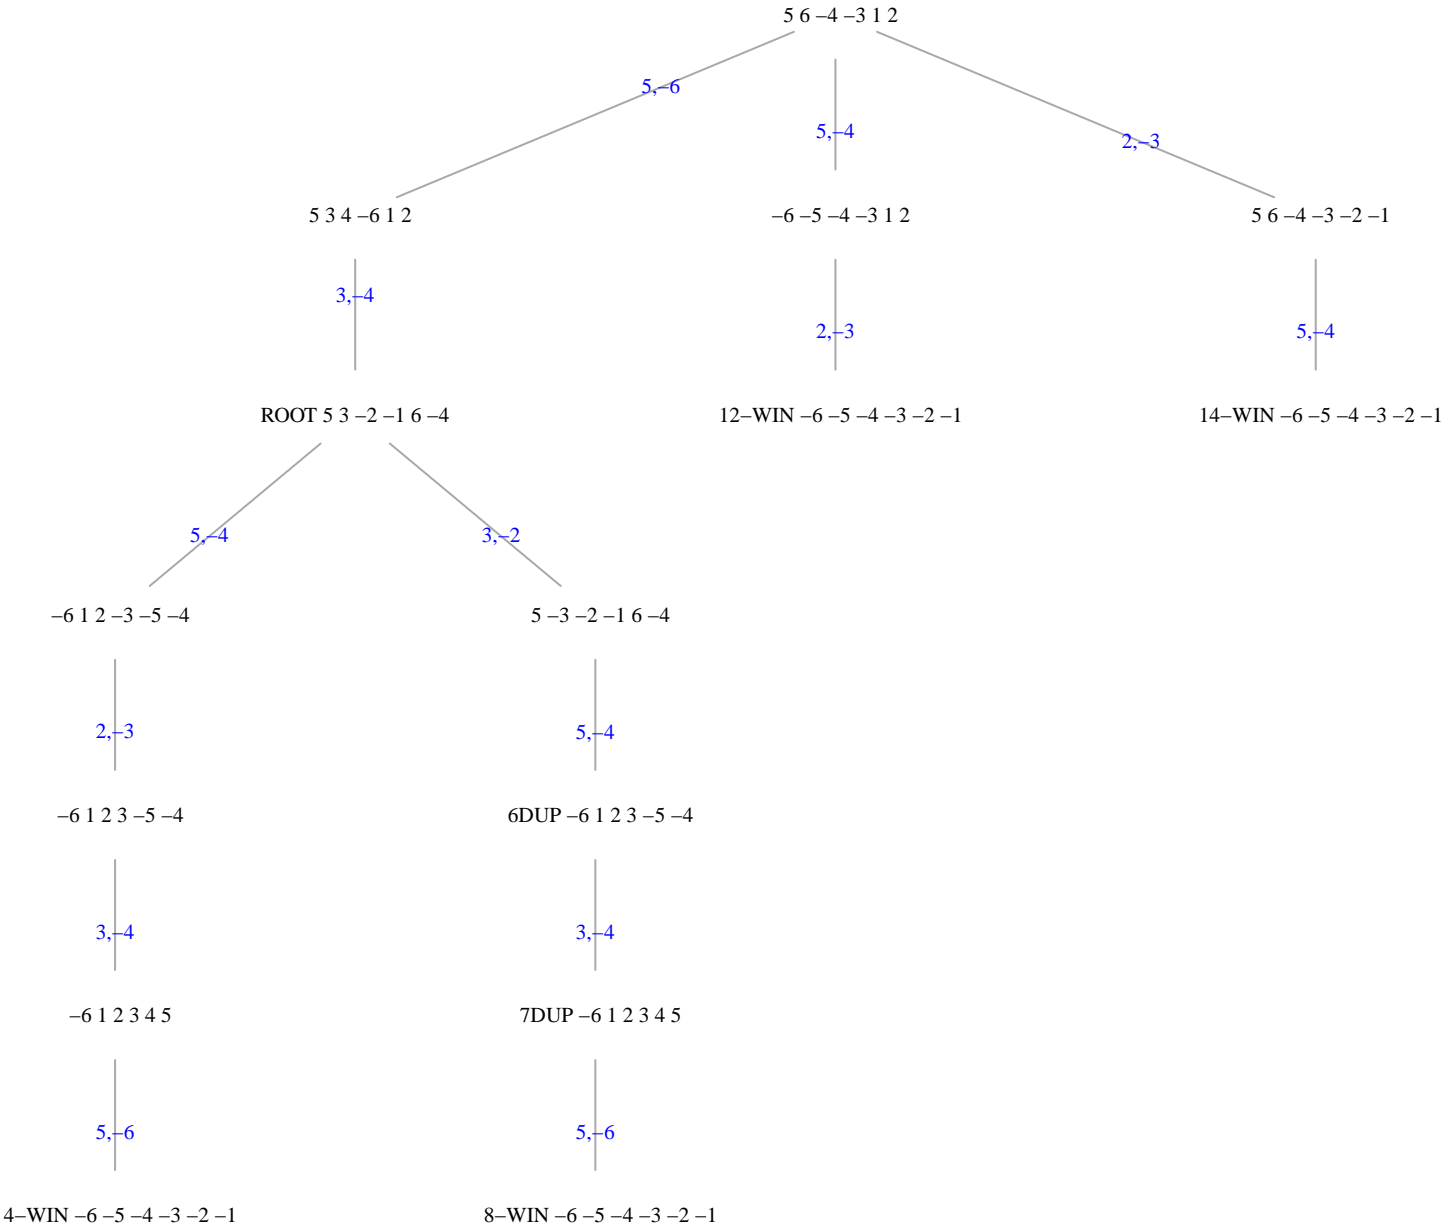 5 6 –4 –3 1 2
5,–6
5,–4
2,–3
5 3 4 –6 1 2
–6 –5 –4 –3 1 2
5 6 –4 –3 –2 –1
3,–4
2,–3
5,–4
ROOT 5 3 –2 –1 6 –4
12–WIN –6 –5 –4 –3 –2 –1
14–WIN –6 –5 –4 –3 –2 –1
5,–4
3,–2
–6 1 2 –3 –5 –4
5 –3 –2 –1 6 –4
2,–3
5,–4
–6 1 2 3 –5 –4
6DUP –6 1 2 3 –5 –4
3,–4
3,–4
–6 1 2 3 4 5
7DUP –6 1 2 3 4 5
5,–6
5,–6
4–WIN –6 –5 –4 –3 –2 –1
8–WIN –6 –5 –4 –3 –2 –1